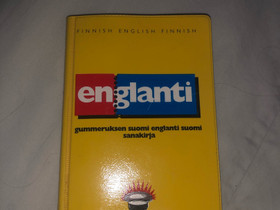 FINNISH ENGLISH FINNISH
englanti
gummeruksen suomi englanti suomi
sanakirja